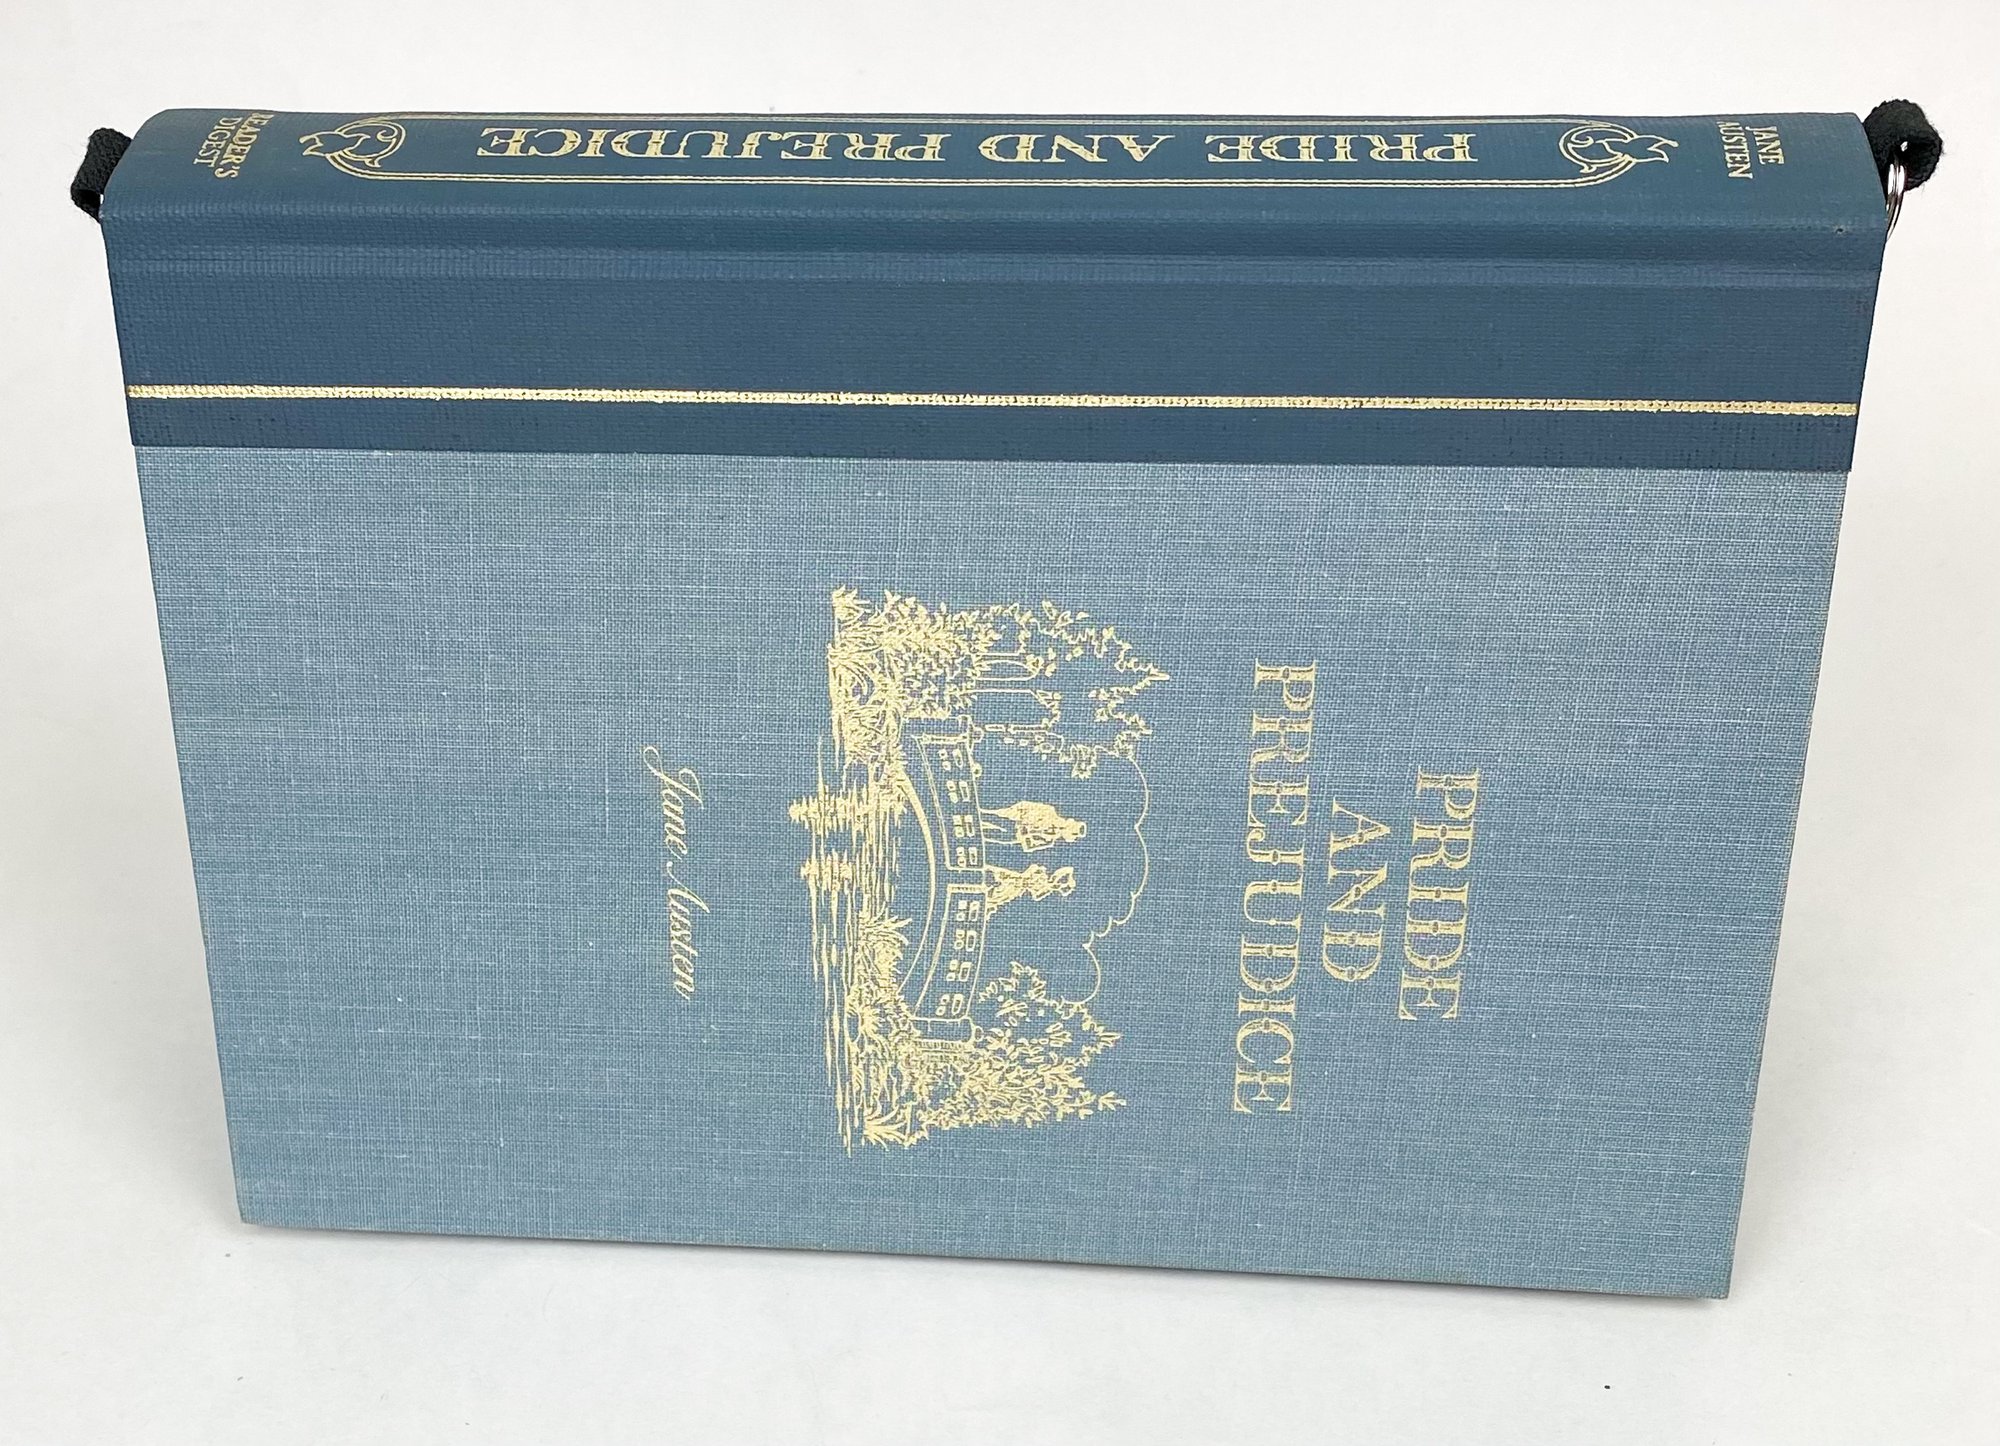 JANE
AUSTEN
PRIDE AND PREJUDICE
READER'S
DIGEST
PRIDE
AND
PREJUDICE
Jane Austen